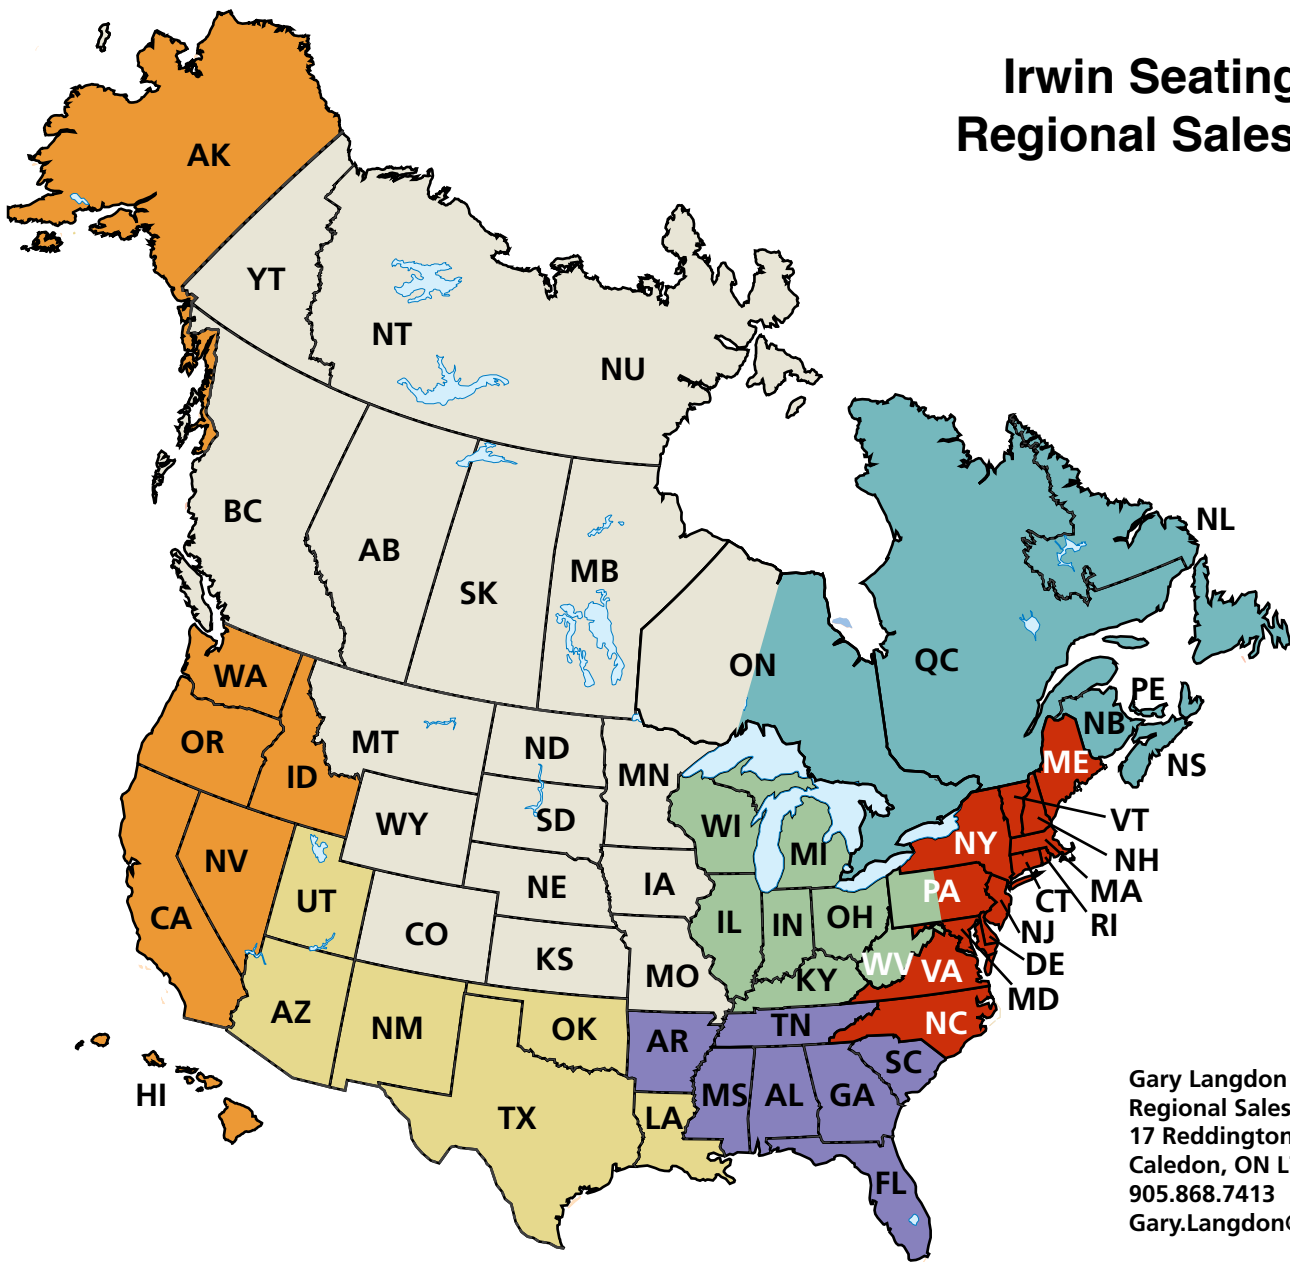 Irwin Seating
Regional Sales
AK
YT
NT
NU
BC
AB
SK
MB
ON
QC
NL
PE
NB
NS
WA
OR
ID
MT
ND
MN
WY
SD
WI
MI
NY
ME
VT
NH
MA
CT
RI
NV
UT
CA
CO
NE
IA
KS
MO
IL
IN
OH
PA
NJ
DE
MD
WV
VA
KY
NC
AZ
NM
OK
AR
TN
SC
HI
TX
LA
MS
AL
GA
FL
Gary Langdon
Regional Sales
17 Reddington
Caledon, ON
905.868.7413